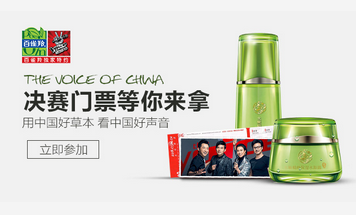 百雀羚
百雀羚独家特约
THE VOICE OF CHINA
决赛门票等你来拿
用中国好草本 看中国好声音
立即参加